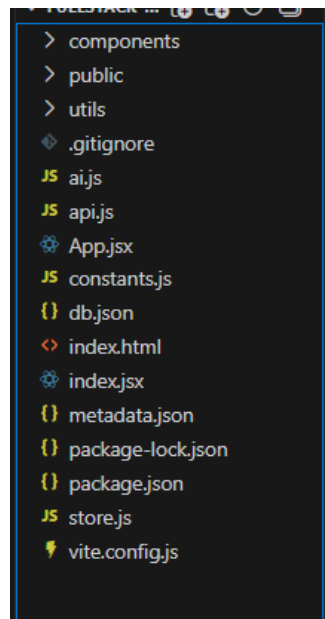 components
public
utils
.gitignore
JS ai.js
JS api.js
App.jsx
JS constants.js
{} db.json
<> index.html
index.jsx
{} metadata.json
{} package-lock.json
{} package.json
JS store.js
vite.config.js